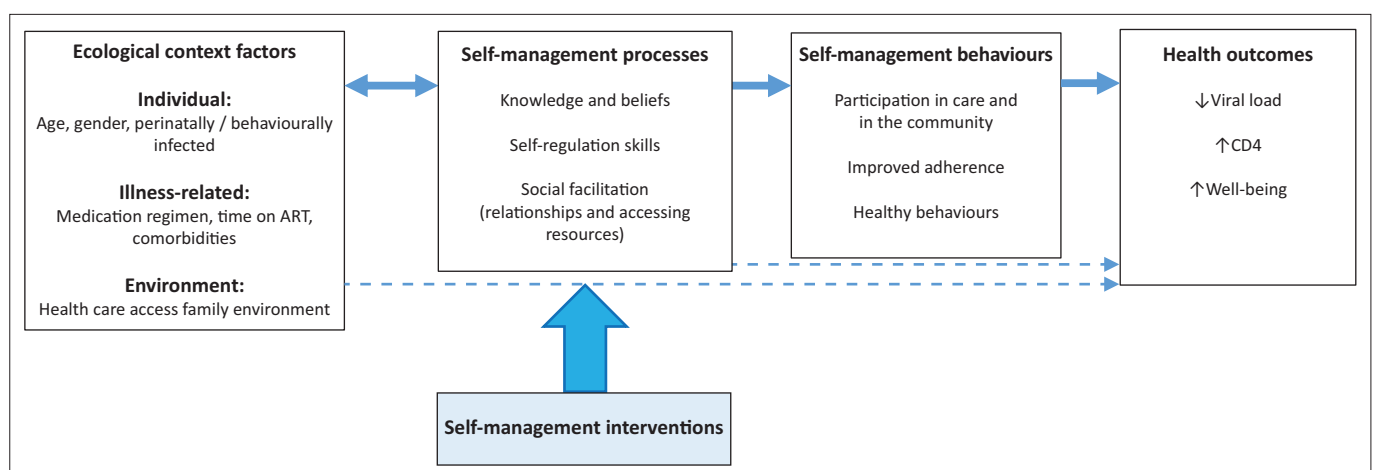 Ecological context factors
Individual:
Age, gender, perinatally / behaviourally
infected
Illness-related:
Medication regimen, time on ART,
comorbidities
Environment:
Health care access family environment
Self-management processes
Knowledge and beliefs
Self-regulation skills
Social facilitation
(relationships and accessing
resources)
Self-management behaviours
Participation in care and
in the community
Improved adherence
Healthy behaviours
Health outcomes
↓Viral load
↑CD4
↑Well-being
Self-management interventions